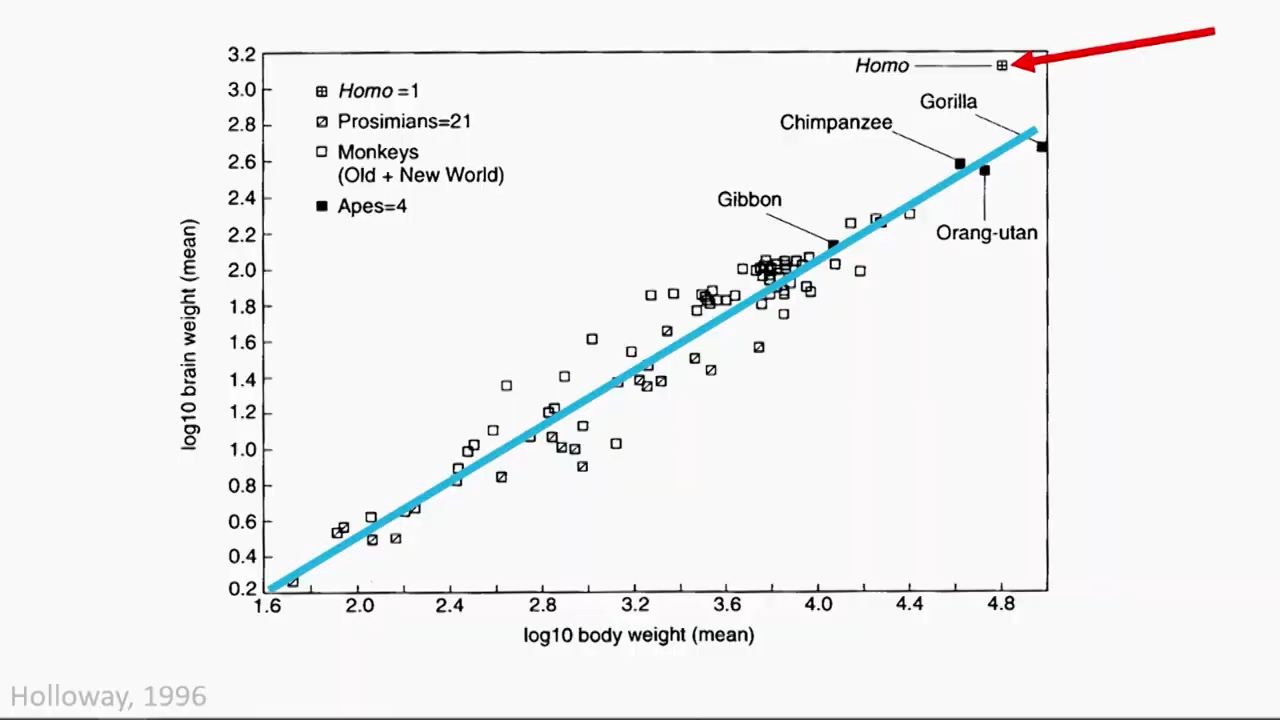 3.2
3.0
2.8
2.6
2.4
2.2
2.0
1.8
1.6
1.4
1.2
1.0
0.8
0.6
0.4
0.2
log10 brain weight (mean)
Homo =1
Prosimians=21
Monkeys
(Old + New World)
Apes=4
Homo
Gorilla
Chimpanzee
Gibbon
Orang-utan
1.6 2.0 2.4 2.8 3.2 3.6 4.0 4.4 4.8
log10 body weight (mean)
Holloway, 1996